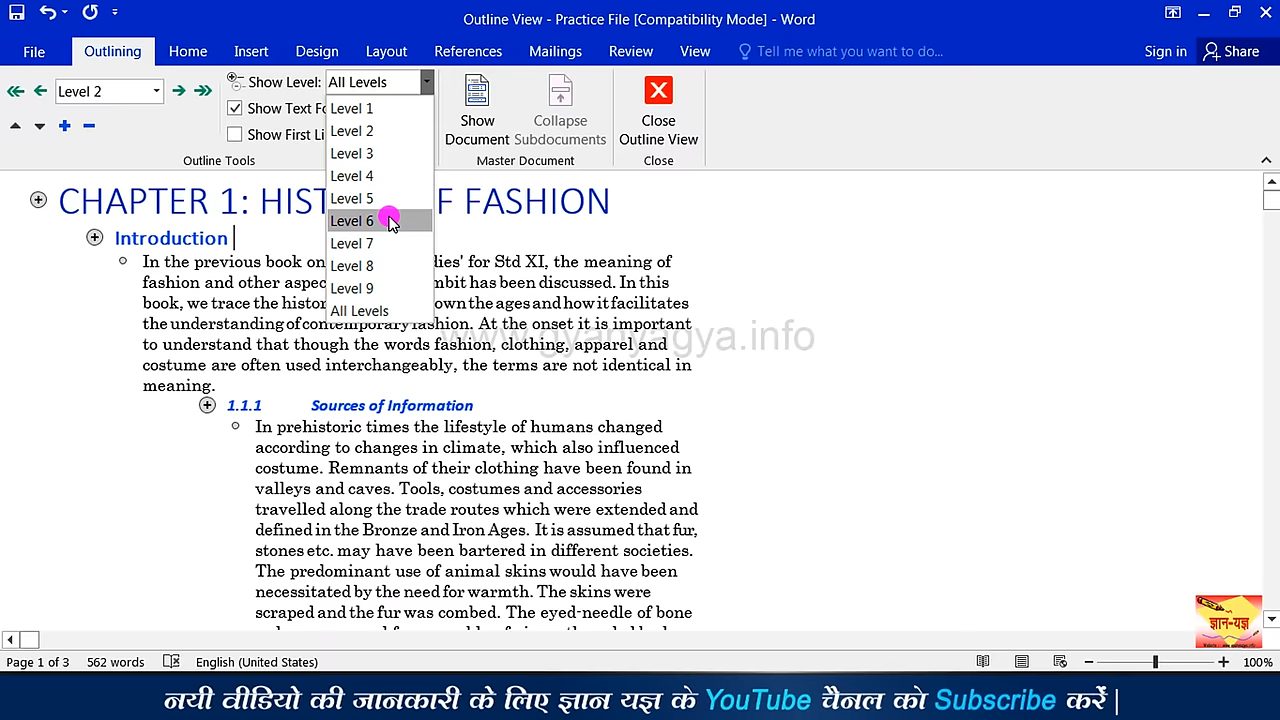 Outline View - Practice File [Compatibility Mode] - Word
File Outlining Home Insert Design Layout References Mailings Review View Tell me what you want to do... Sign in Share
Level 2
Show Level: All Levels
Show Text Fo
Show First Li
Outline Tools
Level 1
Level 2
Level 3
Level 4
Level 5
Level 6
Level 7
Level 8
Level 9
All Levels
Show Document
Collapse Subdocuments
Master Document
Close Outline View
Close
CHAPTER 1: HIST F FASHION
Introduction
In the previous book on dies' for Std XI, the meaning of
fashion and other aspec mbit has been discussed. In this
book, we trace the histor own the ages and how it facilitates
the understanding of contemporary fashion. At the onset it is important
to understand that though the words fashion, clothing, apparel and
costume are often used interchangeably, the terms are not identical in
meaning.
www.gyanyagya.info
1.1.1 Sources of Information
In prehistoric times the lifestyle of humans changed
according to changes in climate, which also influenced
costume. Remnants of their clothing have been found in
valleys and caves. Tools, costumes and accessories
travelled along the trade routes which were extended and
defined in the Bronze and Iron Ages. It is assumed that fur,
stones etc. may have been bartered in different societies.
The predominant use of animal skins would have been
necessitated by the need for warmth. The skins were
scraped and the fur was combed. The eyed-needle of bone
ज्ञान-यज्ञ
Page 1 of 3 562 words English (United States) 100%
नयी वीडियो की जानकारी के लिए ज्ञान यज्ञ के YouTube चैनल को Subscribe करें |